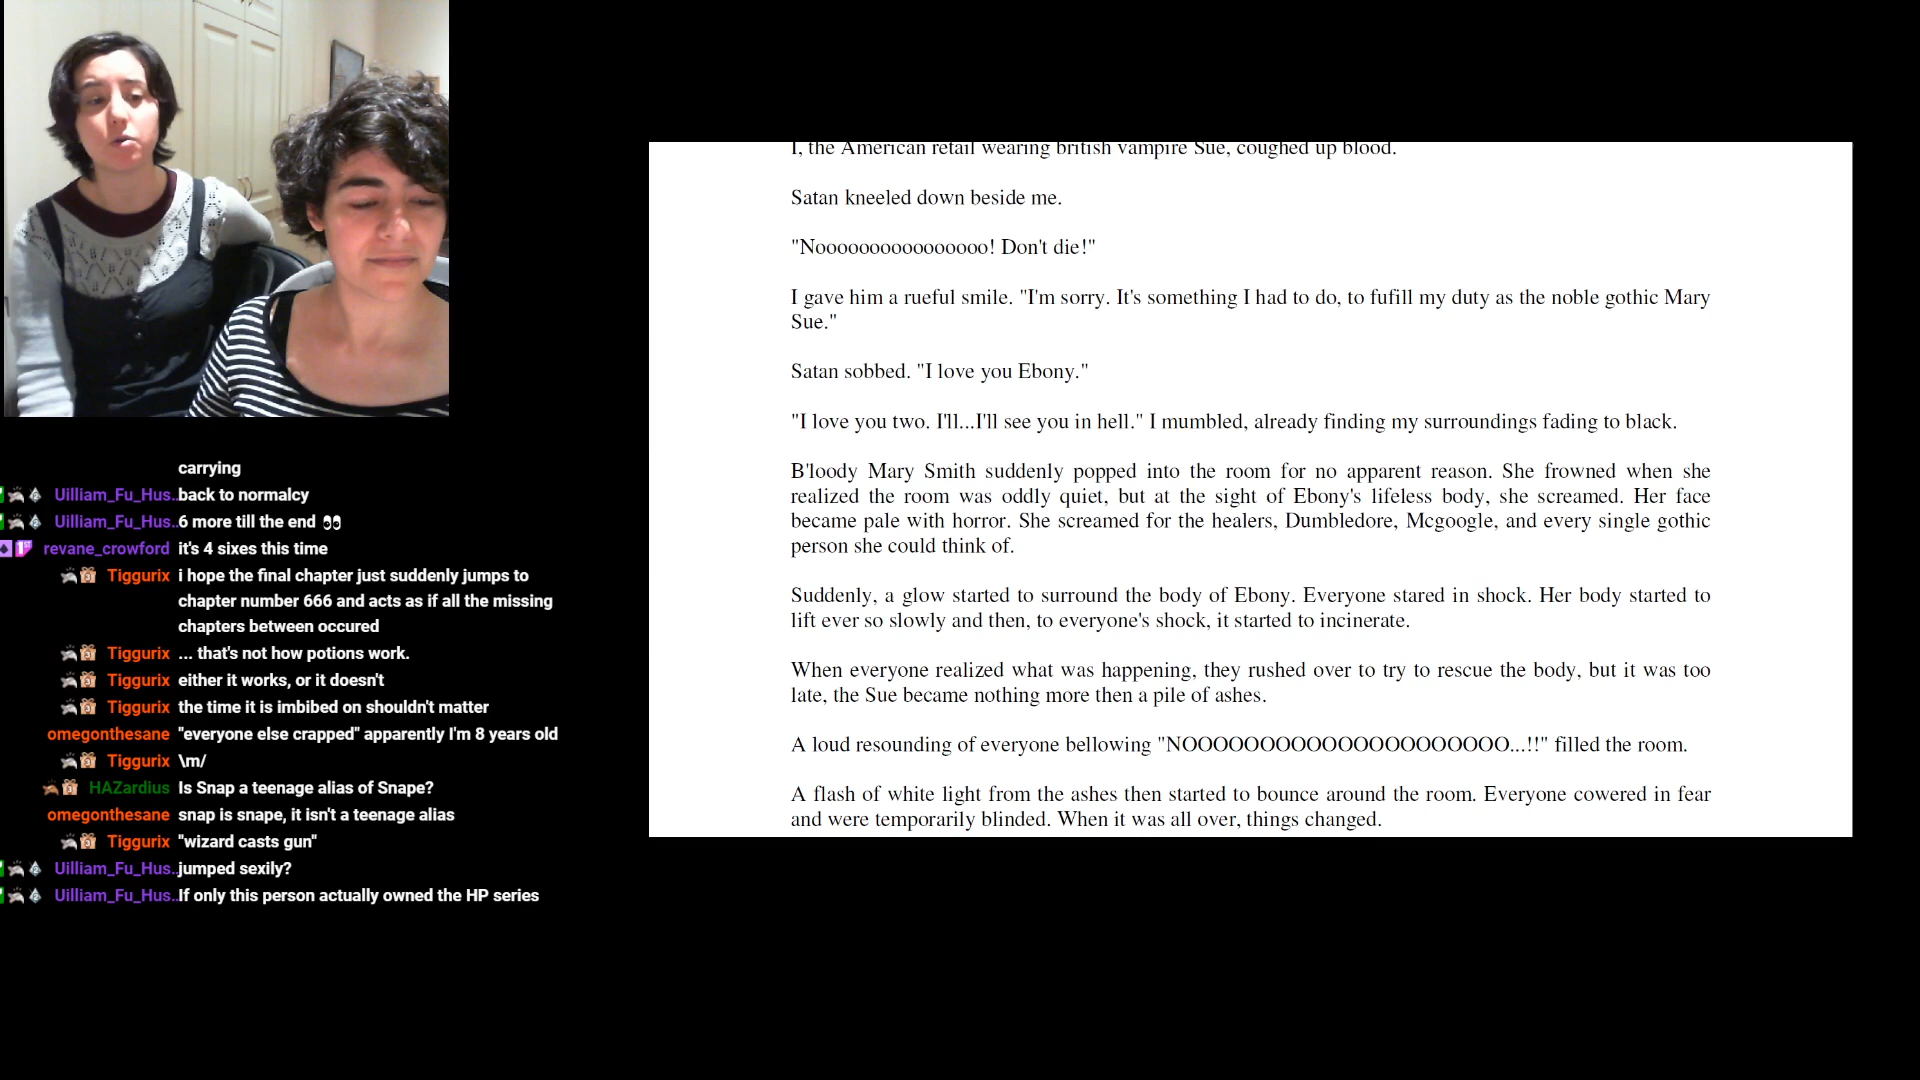 carrying
Uilliam_Fu_Hus..back to normalcy
Uilliam_Fu_Hus..6 more till the end 👀
revane_crowford it's 4 sixes this time
Tiggurix i hope the final chapter just suddenly jumps to
chapter number 666 and acts as if all the missing
chapters between occured
Tiggurix ... that's not how potions work.
Tiggurix either it works, or it doesn't
Tiggurix the time it is imbibed on shouldn't matter
omegonthesane "everyone else crapped" apparently I'm 8 years old
Tiggurix \m/
HAZardius Is Snap a teenage alias of Snape?
omegonthesane snap is snape, it isn't a teenage alias
Tiggurix "wizard casts gun"
Uilliam_Fu_Hus..jumped sexily?
Uilliam_Fu_Hus..If only this person actually owned the HP series
I, the American retail wearing british vampire Sue, coughed up blood.
Satan kneeled down beside me.
"Nooooooooooooooo! Don't die!"
I gave him a rueful smile. "I'm sorry. It's something I had to do, to fufill my duty as the noble gothic Mary
Sue."
Satan sobbed. "I love you Ebony."
"I love you two. I'll...I'll see you in hell." I mumbled, already finding my surroundings fading to black.
B'loody Mary Smith suddenly popped into the room for no apparent reason. She frowned when she
realized the room was oddly quiet, but at the sight of Ebony's lifeless body, she screamed. Her face
became pale with horror. She screamed for the healers, Dumbledore, Mcgoogle, and every single gothic
person she could think of.
Suddenly, a glow started to surround the body of Ebony. Everyone stared in shock. Her body started to
lift ever so slowly and then, to everyone's shock, it started to incinerate.
When everyone realized what was happening, they rushed over to try to rescue the body, but it was too
late, the Sue became nothing more then a pile of ashes.
A loud resounding of everyone bellowing "NOOOOOOOOOOOOOOOOOOOOO...!!" filled the room.
A flash of white light from the ashes then started to bounce around the room. Everyone cowered in fear
and were temporarily blinded. When it was all over, things changed.